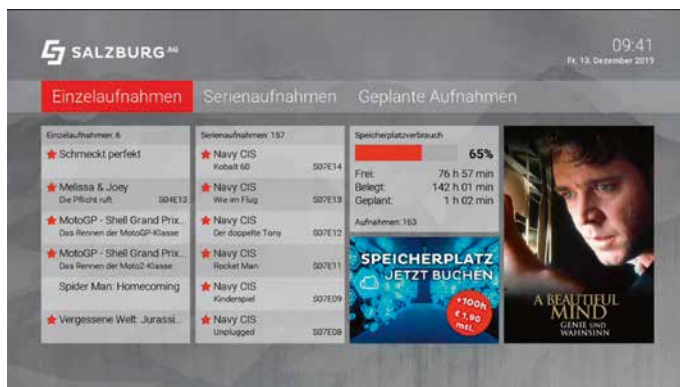 SALZBURG AG
09:41
Fr, 13. Dezember 2019
Einzelaufnahmen Serienaufnahmen Geplante Aufnahmen
Einzelaufnahmen: 6
Schmeckt perfekt
Melissa & Joey
Die Pflicht ruft S04E13
MotoGP - Shell Grand Prix...
Das Rennen der MotoGP-Klasse
MotoGP - Shell Grand Prix...
Das Rennen der Moto2-Klasse
Spider Man: Homecoming
Vergessene Welt: Jurassi...
Serienaufnahmen: 157
Navy CIS
Kobalt 60 S07E14
Navy CIS
Wie im Flug S07E13
Navy CIS
Der doppelte Tony S07E12
Navy CIS
Rocket Man S07E11
Navy CIS
Kinderspiel S07E09
Navy CIS
Unplugged S07E08
Speicherplatzverbrauch
65%
Frei: 76 h 57 min
Belegt: 142 h 01 min
Geplant: 1 h 02 min
Aufnahmen: 163
SPEICHERPLATZ
JETZT BUCHEN
+100h
€ 1,90
mtl.
A BEAUTIFUL
MIND
GENIE UND
WAHNSINN